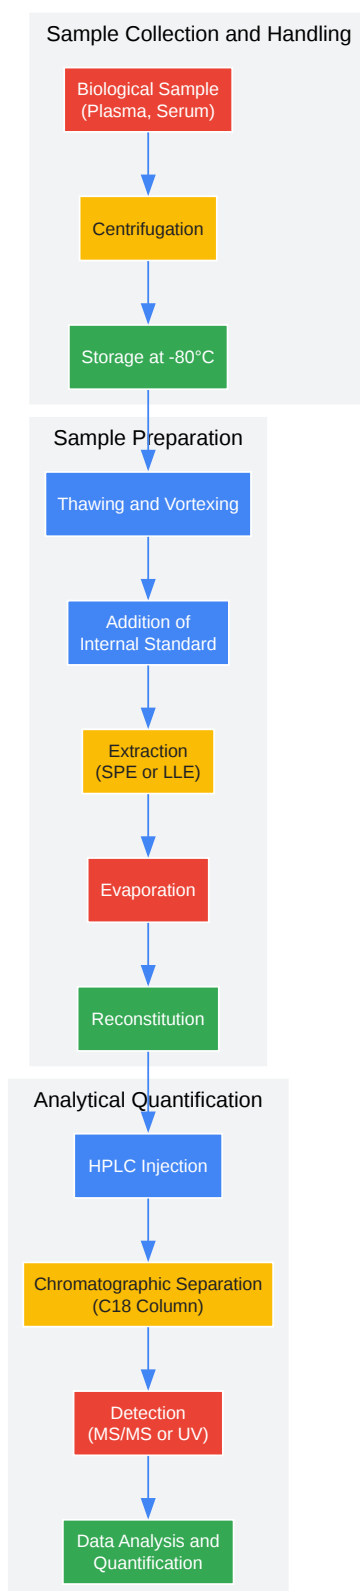 Sample Collection and Handling
Biological Sample
(Plasma, Serum)
Centrifugation
Storage at -80°C
Sample Preparation
Thawing and Vortexing
Addition of
Internal Standard
Extraction
(SPE or LLE)
Evaporation
Reconstitution
Analytical Quantification
HPLC Injection
Chromatographic Separation
(C18 Column)
Detection
(MS/MS or UV)
Data Analysis and
Quantification